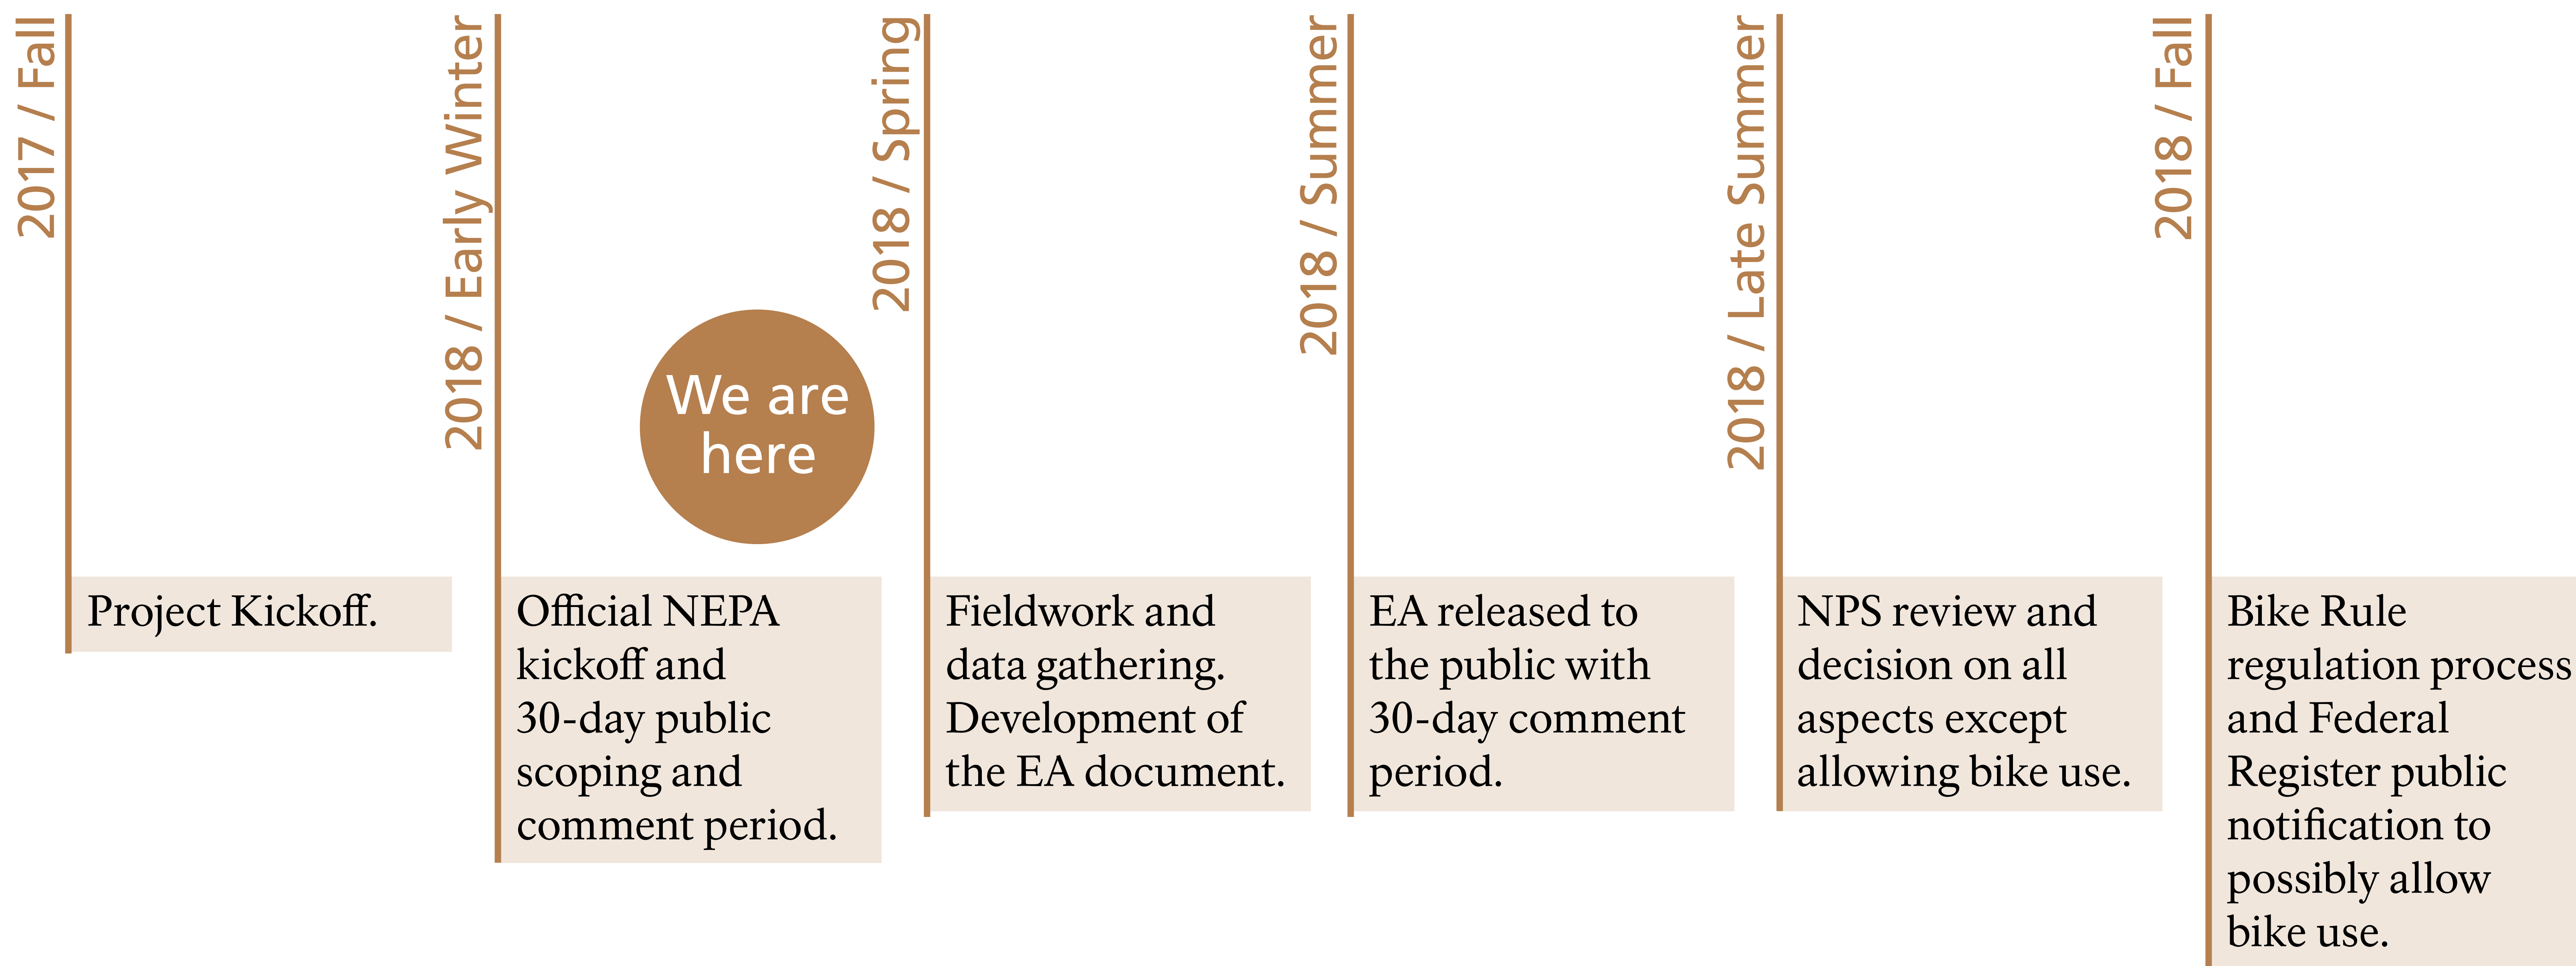 2017 / Fall
Project Kickoff.
2018 / Early Winter
We are
here
Official NEPA
kickoff and
30-day public
scoping and
comment period.
2018 / Spring
Fieldwork and
data gathering.
Development of
the EA document.
2018 / Summer
EA released to
the public with
30-day comment
period.
2018 / Late Summer
NPS review and
decision on all
aspects except
allowing bike use.
2018 / Fall
Bike Rule
regulation process
and Federal
Register public
notification to
possibly allow
bike use.